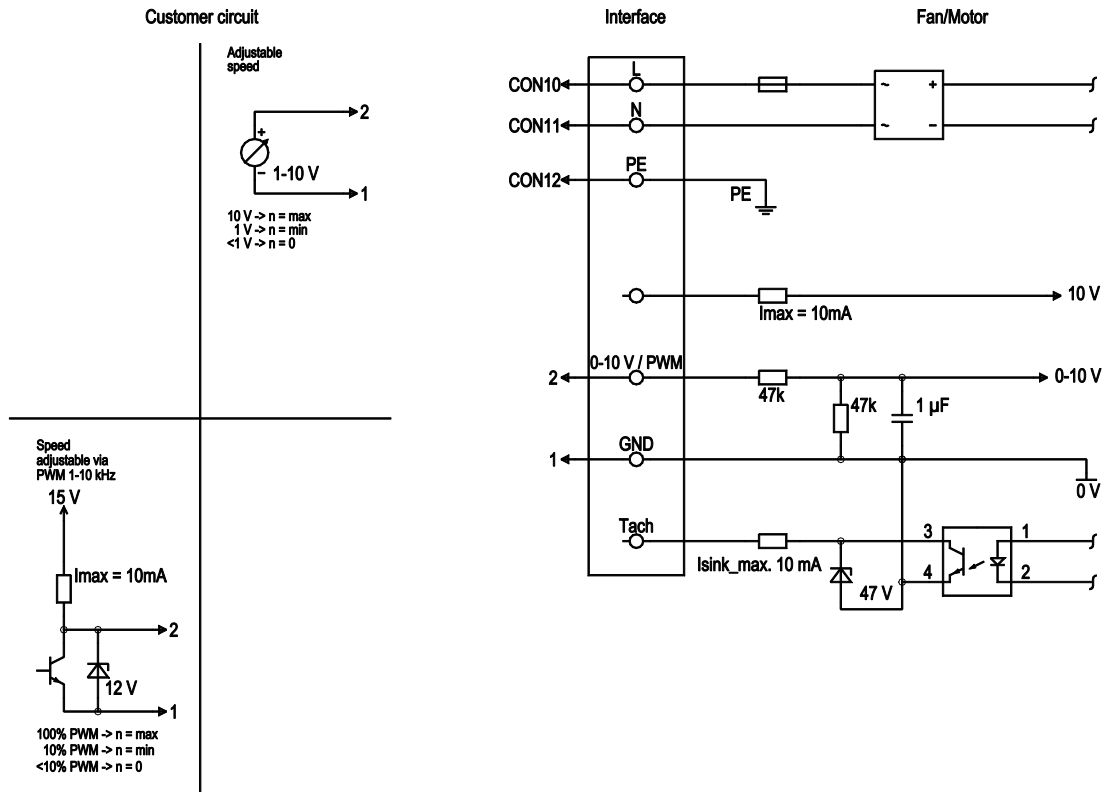 Customer circuit
Interface
Fan/Motor
Adjustable
speed
2
+
– 1-10 V
1
10 V -> n = max
1 V -> n = min
<1 V -> n = 0
Speed
adjustable via
PWM 1-10 kHz
15 V
Imax = 10mA
2
12 V
1
100% PWM -> n = max
10% PWM -> n = min
<10% PWM -> n = 0
L
CON10
~ +
N
CON11
~ –
PE
CON12
PE
10 V
Imax = 10mA
0-10 V / PWM
2
0-10 V
47k
47k
1 µF
GND
1
0 V
Tach
3
1
Isink_max. 10 mA
4
2
47 V